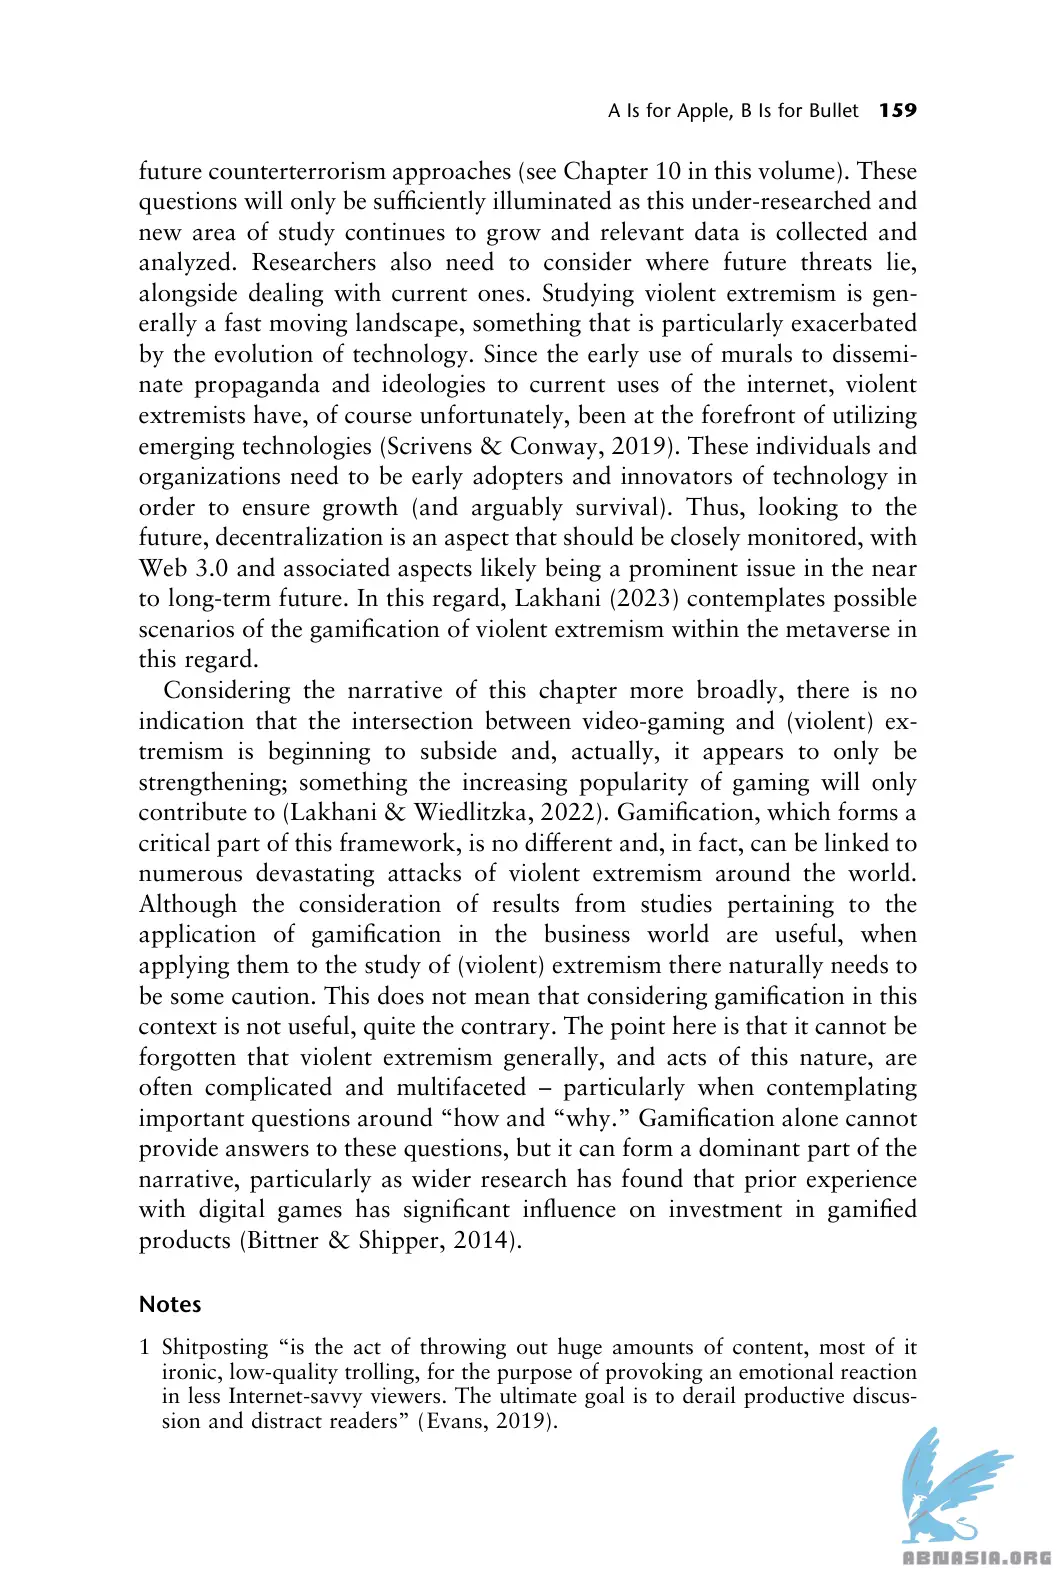 A Is for Apple, B Is for Bullet 159
future counterterrorism approaches (see Chapter 10 in this volume). These
questions will only be sufficiently illuminated as this under-researched and
new area of study continues to grow and relevant data is collected and
analyzed. Researchers also need to consider where future threats lie,
alongside dealing with current ones. Studying violent extremism is gen-
erally a fast moving landscape, something that is particularly exacerbated
by the evolution of technology. Since the early use of murals to dissemi-
nate propaganda and ideologies to current uses of the internet, violent
extremists have, of course unfortunately, been at the forefront of utilizing
emerging technologies (Scrivens & Conway, 2019). These individuals and
organizations need to be early adopters and innovators of technology in
order to ensure growth (and arguably survival). Thus, looking to the
future, decentralization is an aspect that should be closely monitored, with
Web 3.0 and associated aspects likely being a prominent issue in the near
to long-term future. In this regard, Lakhani (2023) contemplates possible
scenarios of the gamification of violent extremism within the metaverse in
this regard.
Considering the narrative of this chapter more broadly, there is no
indication that the intersection between video-gaming and (violent) ex-
tremism is beginning to subside and, actually, it appears to only be
strengthening; something the increasing popularity of gaming will only
contribute to (Lakhani & Wiedlitzka, 2022). Gamification, which forms a
critical part of this framework, is no different and, in fact, can be linked to
numerous devastating attacks of violent extremism around the world.
Although the consideration of results from studies pertaining to the
application of gamification in the business world are useful, when
applying them to the study of (violent) extremism there naturally needs to
be some caution. This does not mean that considering gamification in this
context is not useful, quite the contrary. The point here is that it cannot be
forgotten that violent extremism generally, and acts of this nature, are
often complicated and multifaceted – particularly when contemplating
important questions around “how and “why.” Gamification alone cannot
provide answers to these questions, but it can form a dominant part of the
narrative, particularly as wider research has found that prior experience
with digital games has significant influence on investment in gamified
products (Bittner & Shipper, 2014).
Notes
1 Shitposting “is the act of throwing out huge amounts of content, most of it
ironic, low-quality trolling, for the purpose of provoking an emotional reaction
in less Internet-savvy viewers. The ultimate goal is to derail productive discus-
sion and distract readers” (Evans, 2019).
ABNASIA.ORG